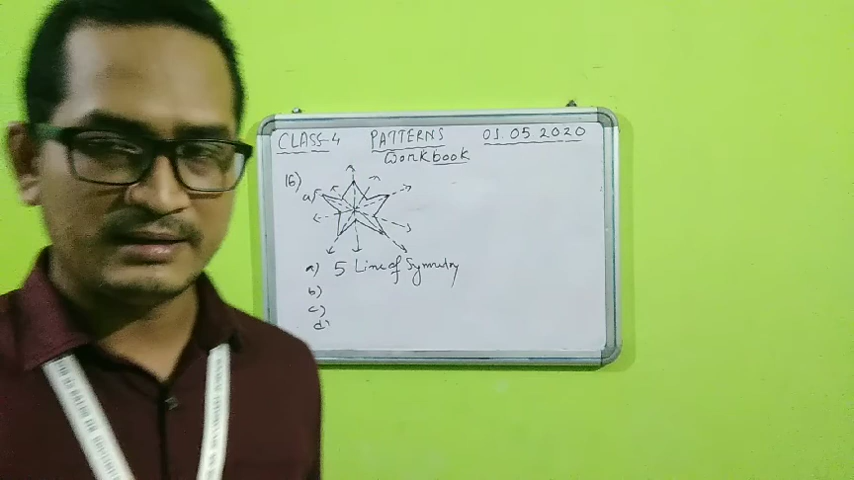 CLASS-4 PATTERNS 01 05 2020
Workbook
16)
a)
a) 5 Line of Symmetry
b)
c)
d)